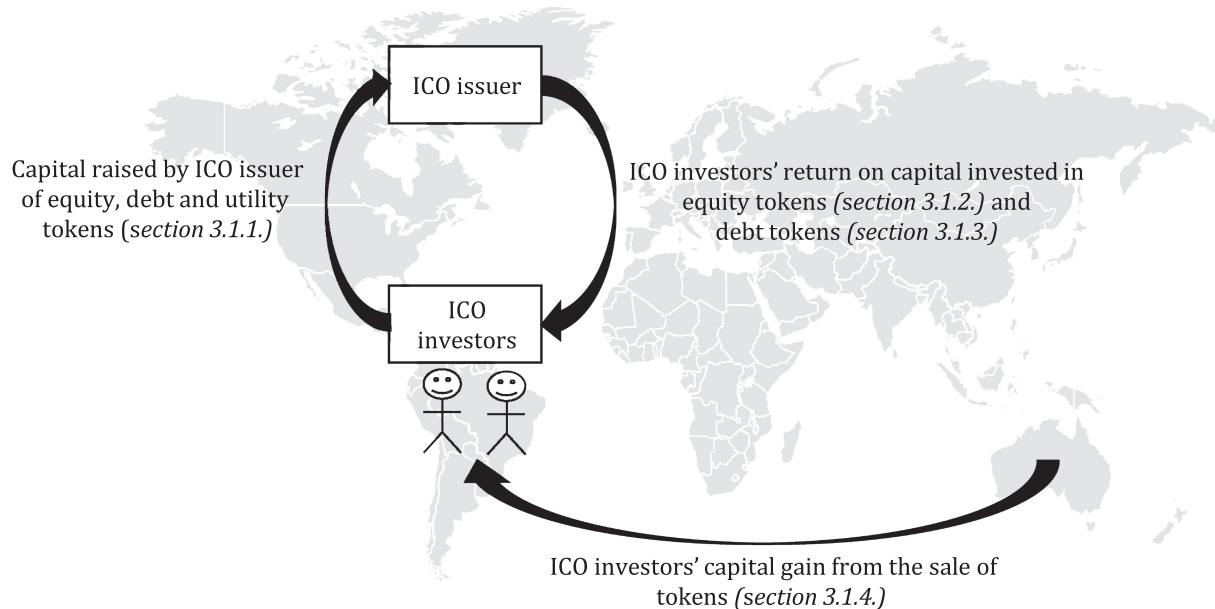 ICO issuer
Capital raised by ICO issuer
of equity, debt and utility
tokens (section 3.1.1.)
ICO investors’ return on capital invested in
equity tokens (section 3.1.2.) and
debt tokens (section 3.1.3.)
ICO
investors
ICO investors’ capital gain from the sale of
tokens (section 3.1.4.)